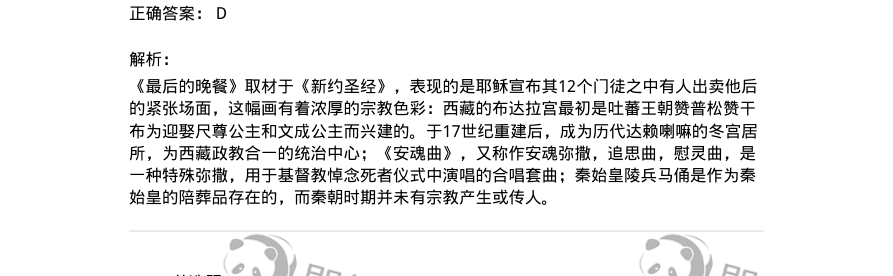 正确答案： D
解析：
《最后的晚餐》取材于《新约圣经》，表现的是耶稣宣布其12个门徒之中有人出卖他后
的紧张场面，这幅画有着浓厚的宗教色彩：西藏的布达拉宫最初是吐蕃王朝赞普松赞干
布为迎娶尺尊公主和文成公主而兴建的。于17世纪重建后，成为历代达赖喇嘛的冬宫居
所，为西藏政教合一的统治中心；《安魂曲》，又称作安魂弥撒，追思曲，慰灵曲，是
一种特殊弥撒，用于基督教悼念死者仪式中演唱的合唱套曲；秦始皇陵兵马俑是作为秦
始皇的陪葬品存在的，而秦朝时期并未有宗教产生或传人。